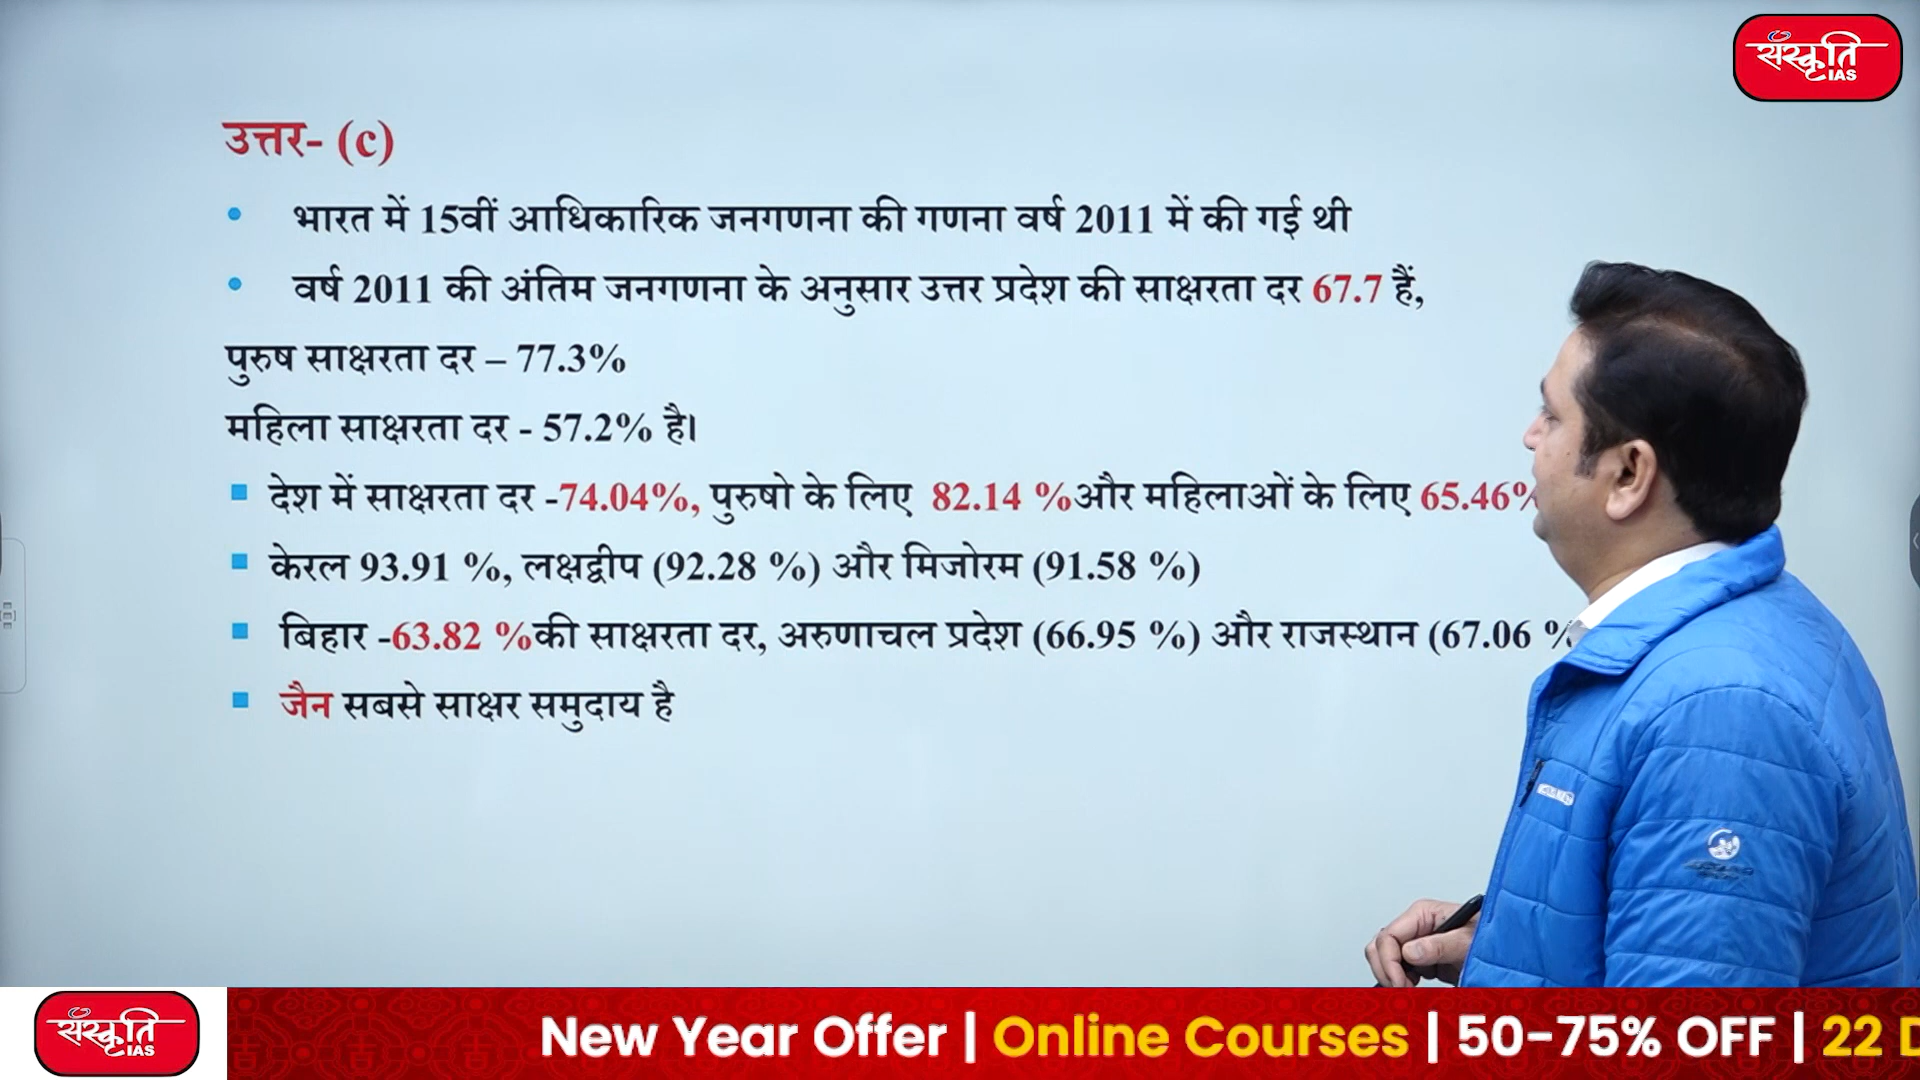 संस्कृति
IAS
उत्तर- (c)
भारत में 15वीं आधिकारिक जनगणना की गणना वर्ष 2011 में की गई थी
वर्ष 2011 की अंतिम जनगणना के अनुसार उत्तर प्रदेश की साक्षरता दर 67.7 हैं,
पुरुष साक्षरता दर – 77.3%
महिला साक्षरता दर - 57.2% है।
देश में साक्षरता दर -74.04%, पुरुषो के लिए 82.14 %और महिलाओं के लिए 65.46%
केरल 93.91 %, लक्षद्वीप (92.28 %) और मिजोरम (91.58 %)
बिहार -63.82 %की साक्षरता दर, अरुणाचल प्रदेश (66.95 %) और राजस्थान (67.06 %
जैन सबसे साक्षर समुदाय है
संस्कृति
IAS
New Year Offer | Online Courses | 50-75% OFF | 22 D